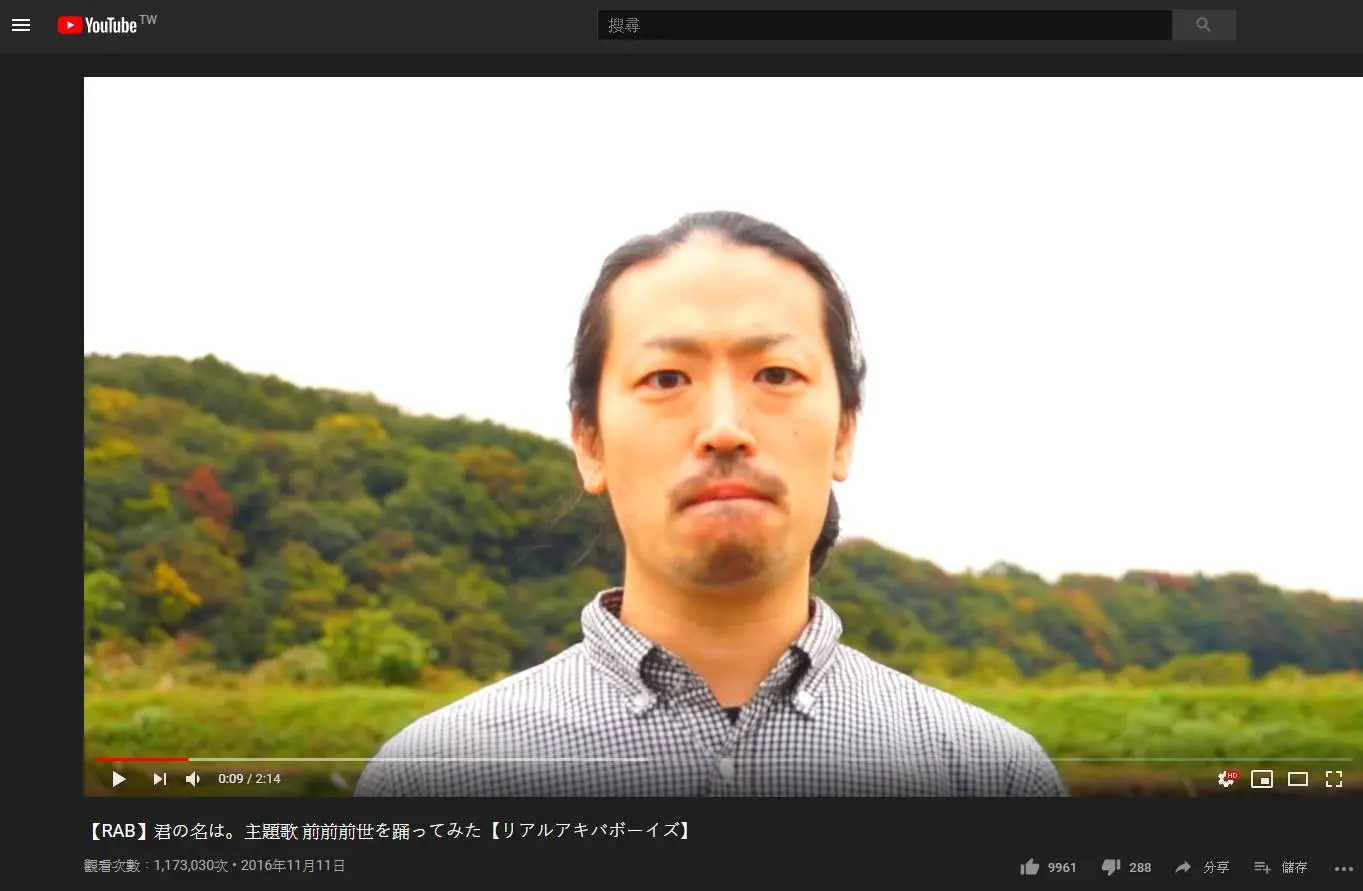 YouTube TW
搜尋
0:09 / 2:14
HD
【RAB】君の名は。主題歌 前前前世を踊ってみた【リアルアキバボーイズ】
觀看次數：1,173,030次 • 2016年11月11日
9961 288 分享 儲存